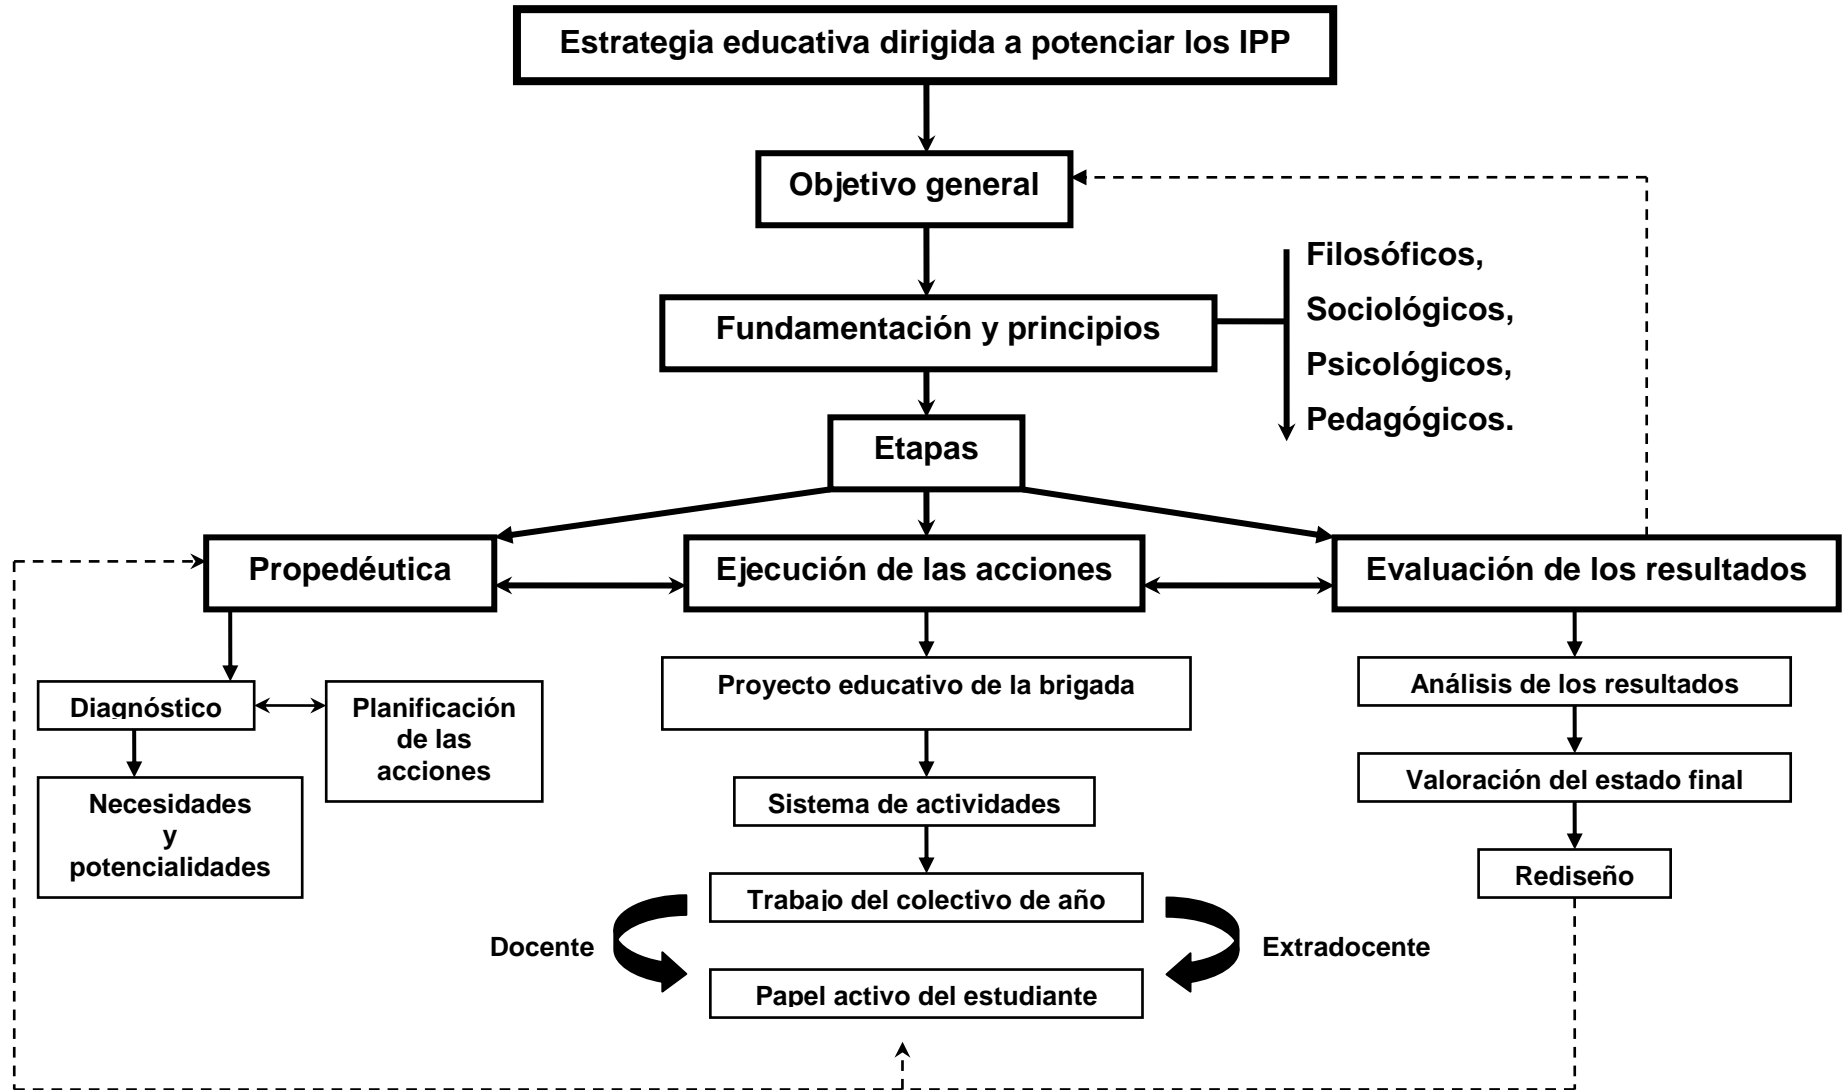 Estrategia educativa dirigida a potenciar los IPP
Objetivo general
Filosóficos,
Sociológicos,
Psicológicos,
Pedagógicos.
Fundamentación y principios
Etapas
Propedéutica
Ejecución de las acciones
Evaluación de los resultados
Diagnóstico
Planificación
de las
acciones
Necesidades
y
potencialidades
Proyecto educativo de la brigada
Sistema de actividades
Trabajo del colectivo de año
Docente
Extradocente
Papel activo del estudiante
Análisis de los resultados
Valoración del estado final
Rediseño